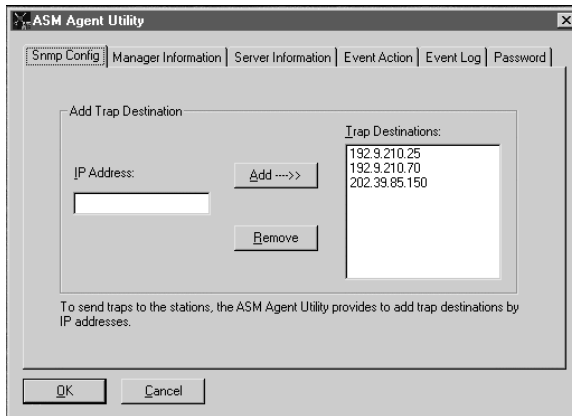 ASM Agent Utility
Snmp Config Manager Information Server Information Event Action Event Log Password
Add Trap Destination
Trap Destinations:
IP Address:
Add ---->>
192.9.210.25
192.9.210.70
202.39.85.150
Remove
To send traps to the stations, the ASM Agent Utility provides to add trap destinations by
IP addresses.
OK Cancel